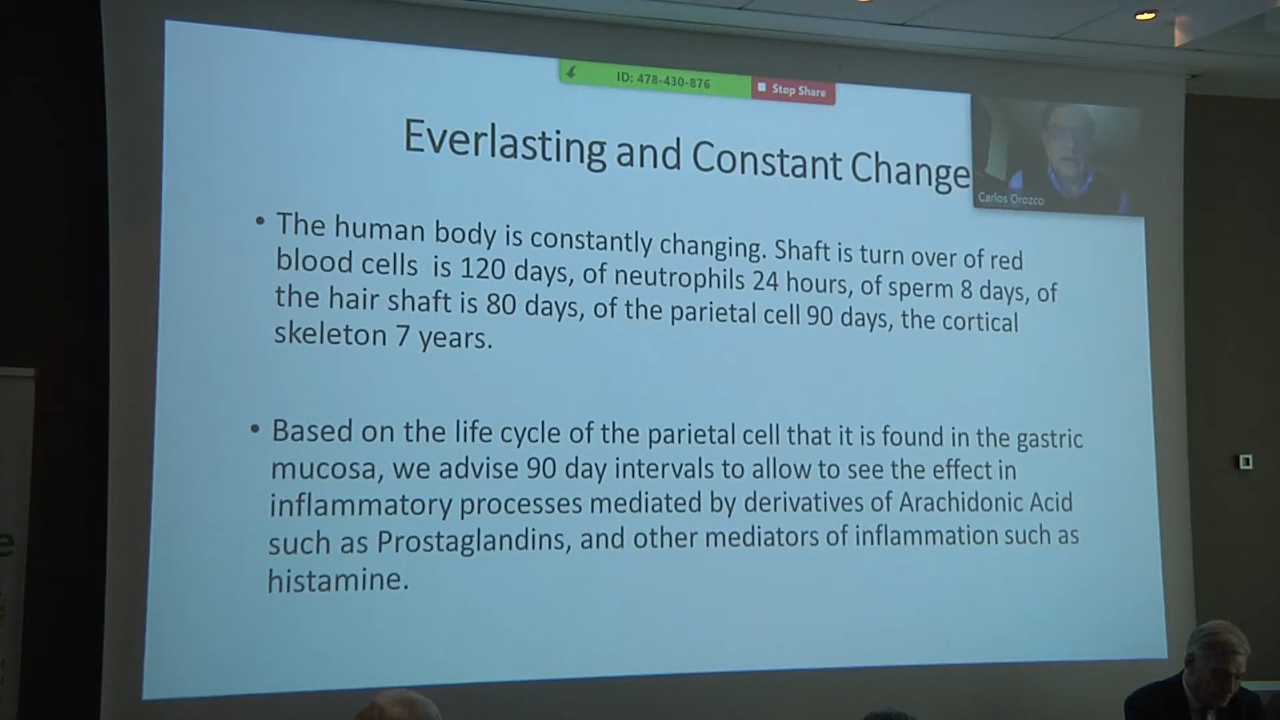 ID: 478-430-876
Stop Share
Everlasting and Constant Change
Carlos Orozco
• The human body is constantly changing. Shaft is turn over of red
blood cells is 120 days, of neutrophils 24 hours, of sperm 8 days, of
the hair shaft is 80 days, of the parietal cell 90 days, the cortical
skeleton 7 years.
• Based on the life cycle of the parietal cell that it is found in the gastric
mucosa, we advise 90 day intervals to allow to see the effect in
inflammatory processes mediated by derivatives of Arachidonic Acid
such as Prostaglandins, and other mediators of inflammation such as
histamine.
e